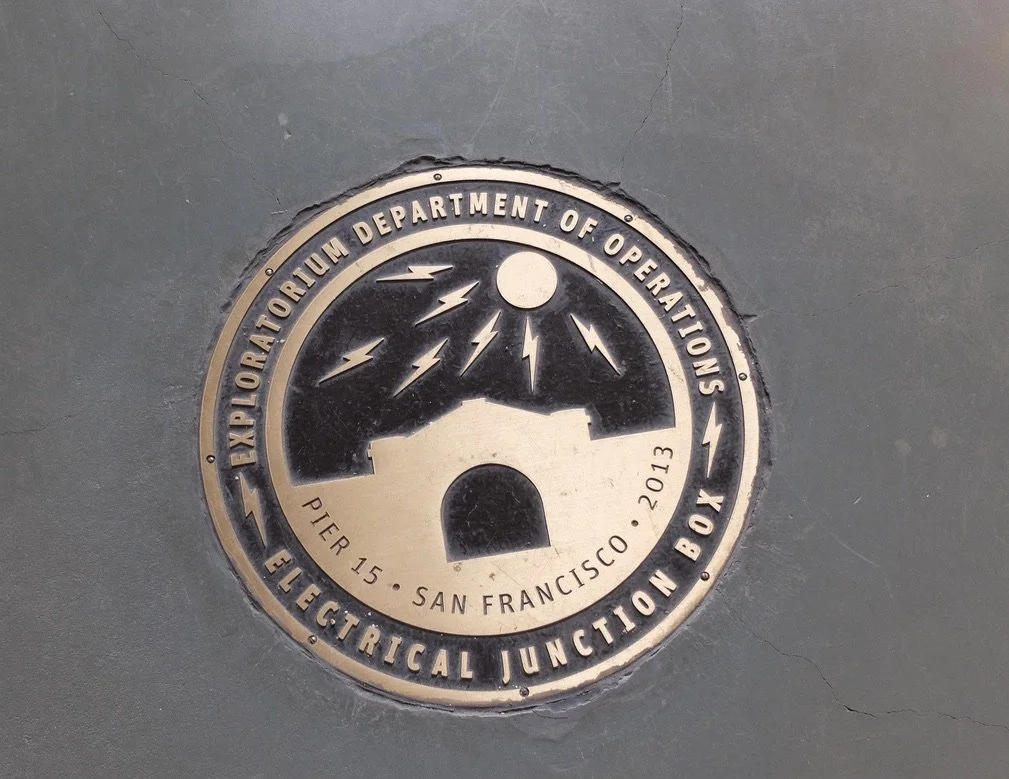 EXPLORATORIUM DEPARTMENT OF OPERATIONS
PIER 15 • SAN FRANCISCO • 2013
ELECTRICAL JUNCTION BOX